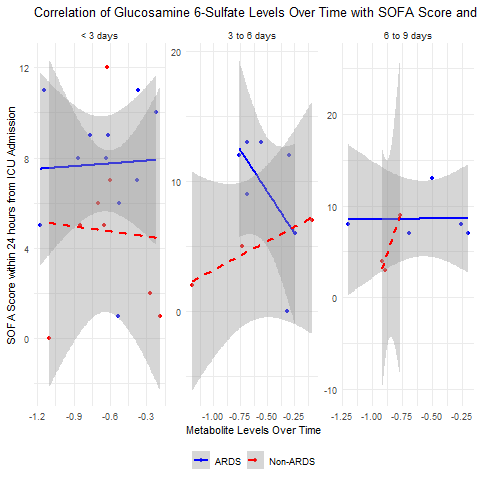 Correlation of Glucosamine 6-Sulfate Levels Over Time with SOFA Score and
< 3 days
3 to 6 days
6 to 9 days
SOFA Score within 24 hours from ICU Admission
12
8
4
0
20
10
0
20
10
0
-10
-1.2 -0.9 -0.6 -0.3
-1.00 -0.75 -0.50 -0.25
-1.25 -1.00 -0.75 -0.50 -0.25
Metabolite Levels Over Time
ARDS
Non-ARDS